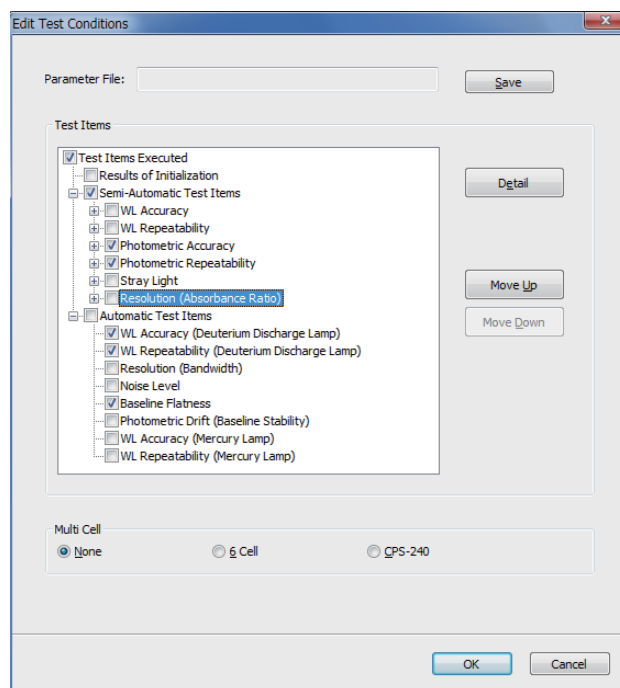 Edit Test Conditions
Parameter File:
Save
Test Items
Test Items Executed
Results of Initialization
Semi-Automatic Test Items
WL Accuracy
WL Repeatability
Photometric Accuracy
Photometric Repeatability
Stray Light
Resolution (Absorbance Ratio)
Automatic Test Items
WL Accuracy (Deuterium Discharge Lamp)
WL Repeatability (Deuterium Discharge Lamp)
Resolution (Bandwidth)
Noise Level
Baseline Flatness
Photometric Drift (Baseline Stability)
WL Accuracy (Mercury Lamp)
WL Repeatability (Mercury Lamp)
Detail
Move Up
Move Down
Multi Cell
None 6 Cell CPS-240
OK Cancel